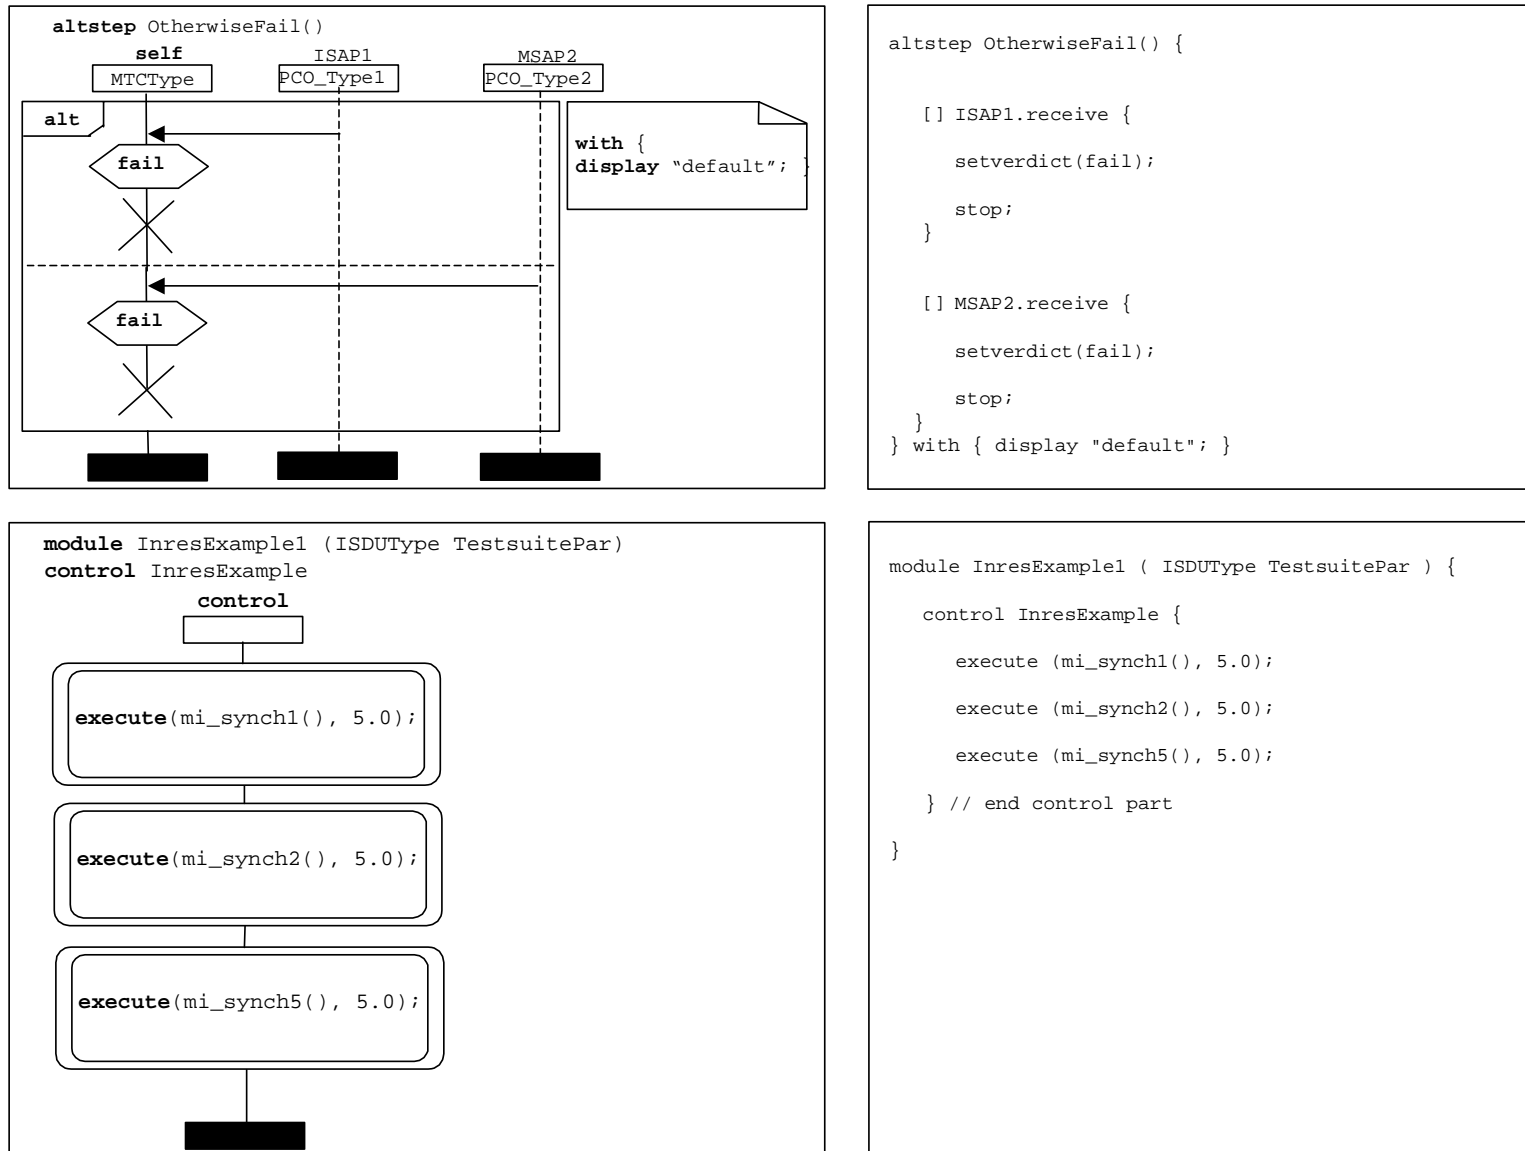 altstep OtherwiseFail()
self
ISAP1
MSAP2
MTCType
PCO_Type1
PCO_Type2
alt
fail
fail
with {
display “default”; }
altstep OtherwiseFail() {
[] ISAP1.receive {
setverdict(fail);
stop;
}
[] MSAP2.receive {
setverdict(fail);
stop;
}
} with { display "default"; }
module InresExample1 (ISDUType TestsuitePar)
control InresExample
control
execute(mi_synch1(), 5.0);
execute(mi_synch2(), 5.0);
execute(mi_synch5(), 5.0);
module InresExample1 ( ISDUType TestsuitePar ) {
control InresExample {
execute (mi_synch1(), 5.0);
execute (mi_synch2(), 5.0);
execute (mi_synch5(), 5.0);
} // end control part
}